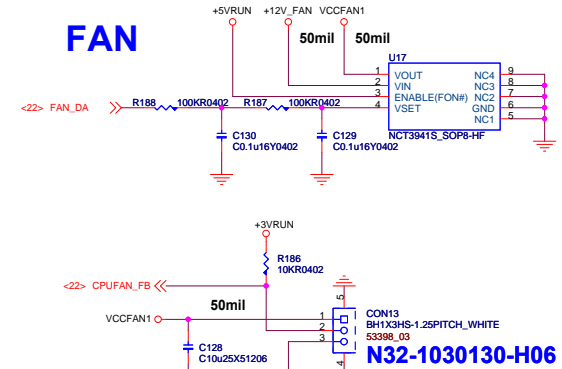 +5VRUN +12V_FAN VCCFAN1
FAN
50mil 50mil
U17
1 VOUT NC4 9
2 VIN NC3 8
3 ENABLE(FON#) NC2 7
4 VSET GND 6
NC1 5
<22> FAN_DA R188 100KR0402 R187 100KR0402
NCT3941S_SOP8-HF
C130 C129
C0.1u16Y0402 C0.1u16Y0402
+3VRUN
R186
10KR0402
<22> CPUFAN_FB
50mil
5
VCCFAN1
1
2
3
4
CON13
BH1X3HS-1.25PITCH_WHITE
53398_03
N32-1030130-H06
C128
C10u25X51206